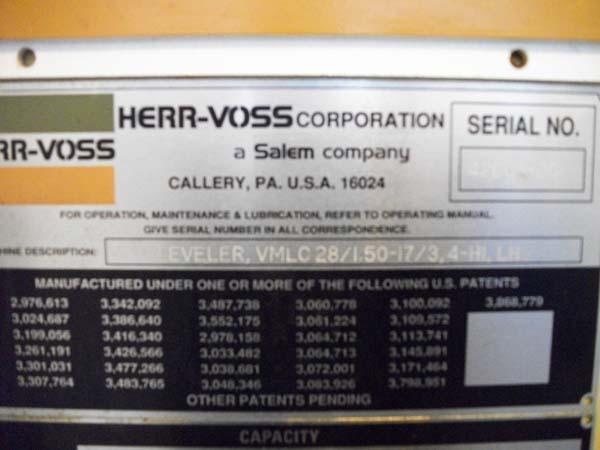 HERR-VOSS CORPORATION
RR-VOSS
a Salem company
CALLERY, PA. U.S.A. 16024
SERIAL NO.
FOR OPERATION, MAINTENANCE & LUBRICATION, REFER TO OPERATING MANUAL.
GIVE SERIAL NUMBER IN ALL CORRESPONDENCE.
HINE DESCRIPTION: EVELER, VMLC 28/1.50-17/3, 4-HI, LH
MANUFACTURED UNDER ONE OR MORE OF THE FOLLOWING U.S. PATENTS
2,976,613 3,342,092 3,487,738 3,060,778 3,100,092 3,868,779
3,024,687 3,386,640 3,552,175 3,061,224 3,109,572
3,199,056 3,416,340 2,978,158 3,064,712 3,113,741
3,261,191 3,426,566 3,033,482 3,064,713 3,145,891
3,301,031 3,477,266 3,038,681 3,072,001 3,171,464
3,307,764 3,483,765 3,048,346 3,083,926 3,798,951
OTHER PATENTS PENDING
CAPACITY